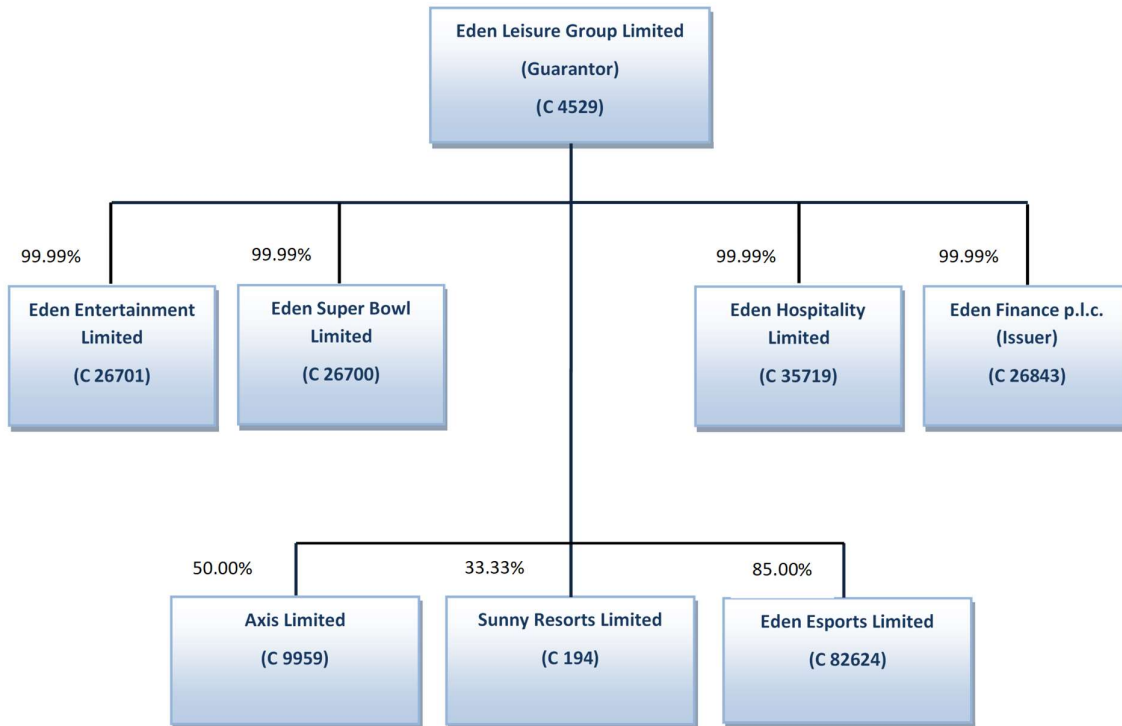 Eden Leisure Group Limited
(Guarantor)
(C 4529)
99.99%
99.99%
99.99%
99.99%
Eden Entertainment
Limited
(C 26701)
Eden Super Bowl
Limited
(C 26700)
Eden Hospitality
Limited
(C 35719)
Eden Finance p.l.c.
(Issuer)
(C 26843)
50.00%
33.33%
85.00%
Axis Limited
(C 9959)
Sunny Resorts Limited
(C 194)
Eden Esports Limited
(C 82624)